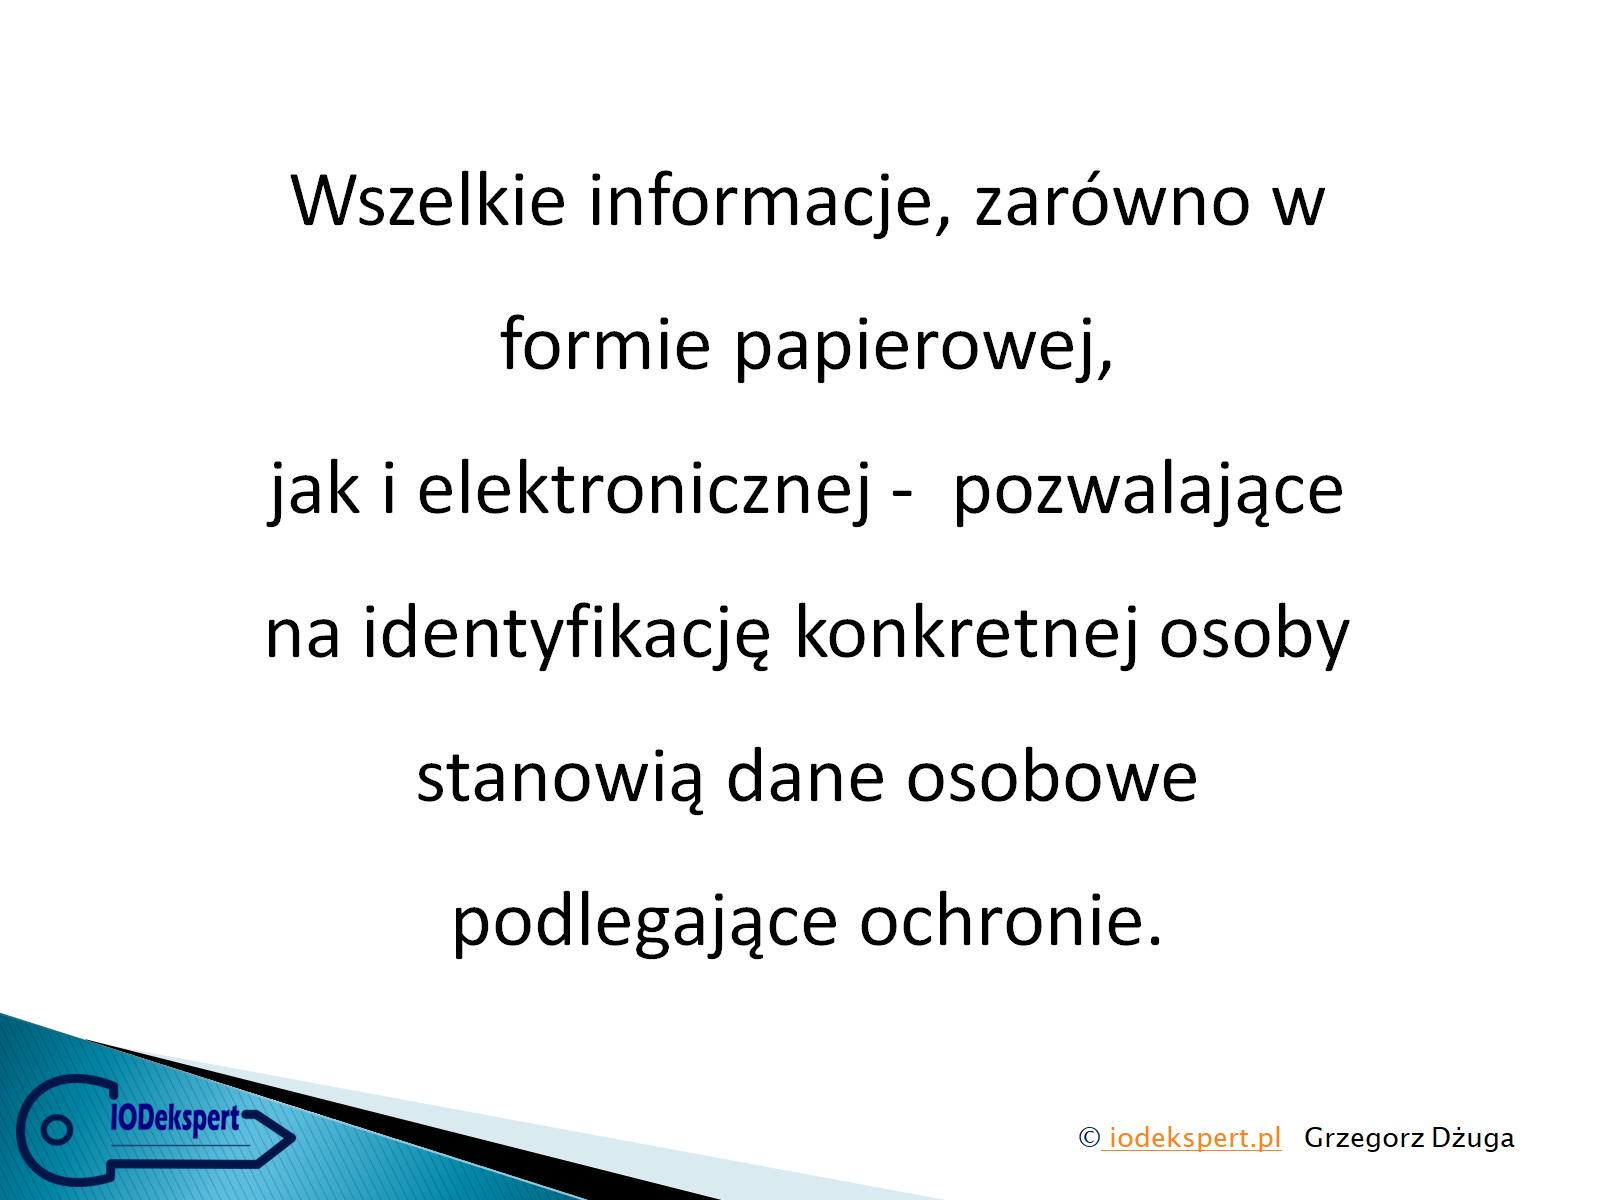 Wszelkie informacje, zarówno w
formie papierowej,
jak i elektronicznej -  pozwalające
na identyfikację konkretnej osoby
stanowią dane osobowe
podlegające ochronie.
IODekspert
© iodekspert.pl   Grzegorz Dżuga